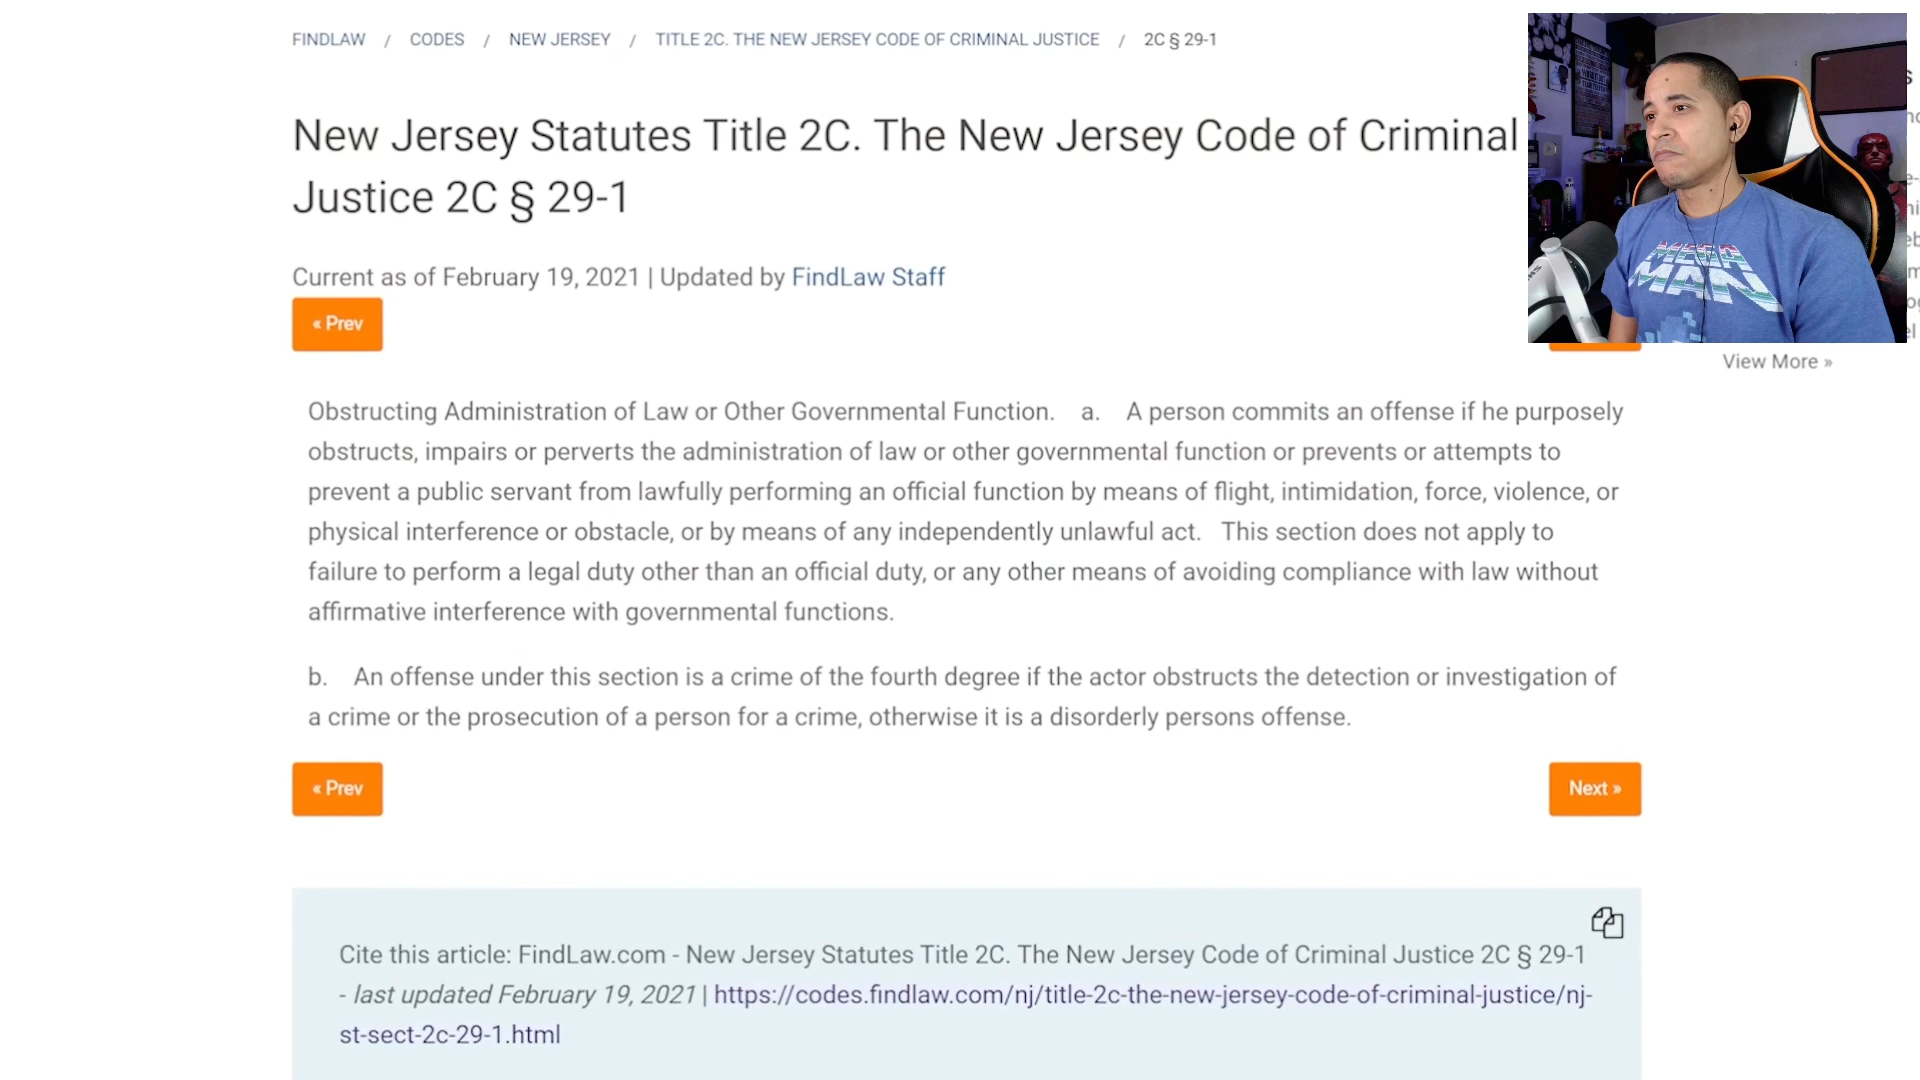 FINDLAW / CODES / NEW JERSEY / TITLE 2C. THE NEW JERSEY CODE OF CRIMINAL JUSTICE / 2C § 29-1
New Jersey Statutes Title 2C. The New Jersey Code of Criminal
Justice 2C § 29-1
Current as of February 19, 2021 | Updated by FindLaw Staff
« Prev
MEGA
MAN
View More »
Obstructing Administration of Law or Other Governmental Function. a. A person commits an offense if he purposely
obstructs, impairs or perverts the administration of law or other governmental function or prevents or attempts to
prevent a public servant from lawfully performing an official function by means of flight, intimidation, force, violence, or
physical interference or obstacle, or by means of any independently unlawful act. This section does not apply to
failure to perform a legal duty other than an official duty, or any other means of avoiding compliance with law without
affirmative interference with governmental functions.
b. An offense under this section is a crime of the fourth degree if the actor obstructs the detection or investigation of
a crime or the prosecution of a person for a crime, otherwise it is a disorderly persons offense.
« Prev
Next »
Cite this article: FindLaw.com - New Jersey Statutes Title 2C. The New Jersey Code of Criminal Justice 2C § 29-1
- last updated February 19, 2021 | https://codes.findlaw.com/nj/title-2c-the-new-jersey-code-of-criminal-justice/nj-
st-sect-2c-29-1.html